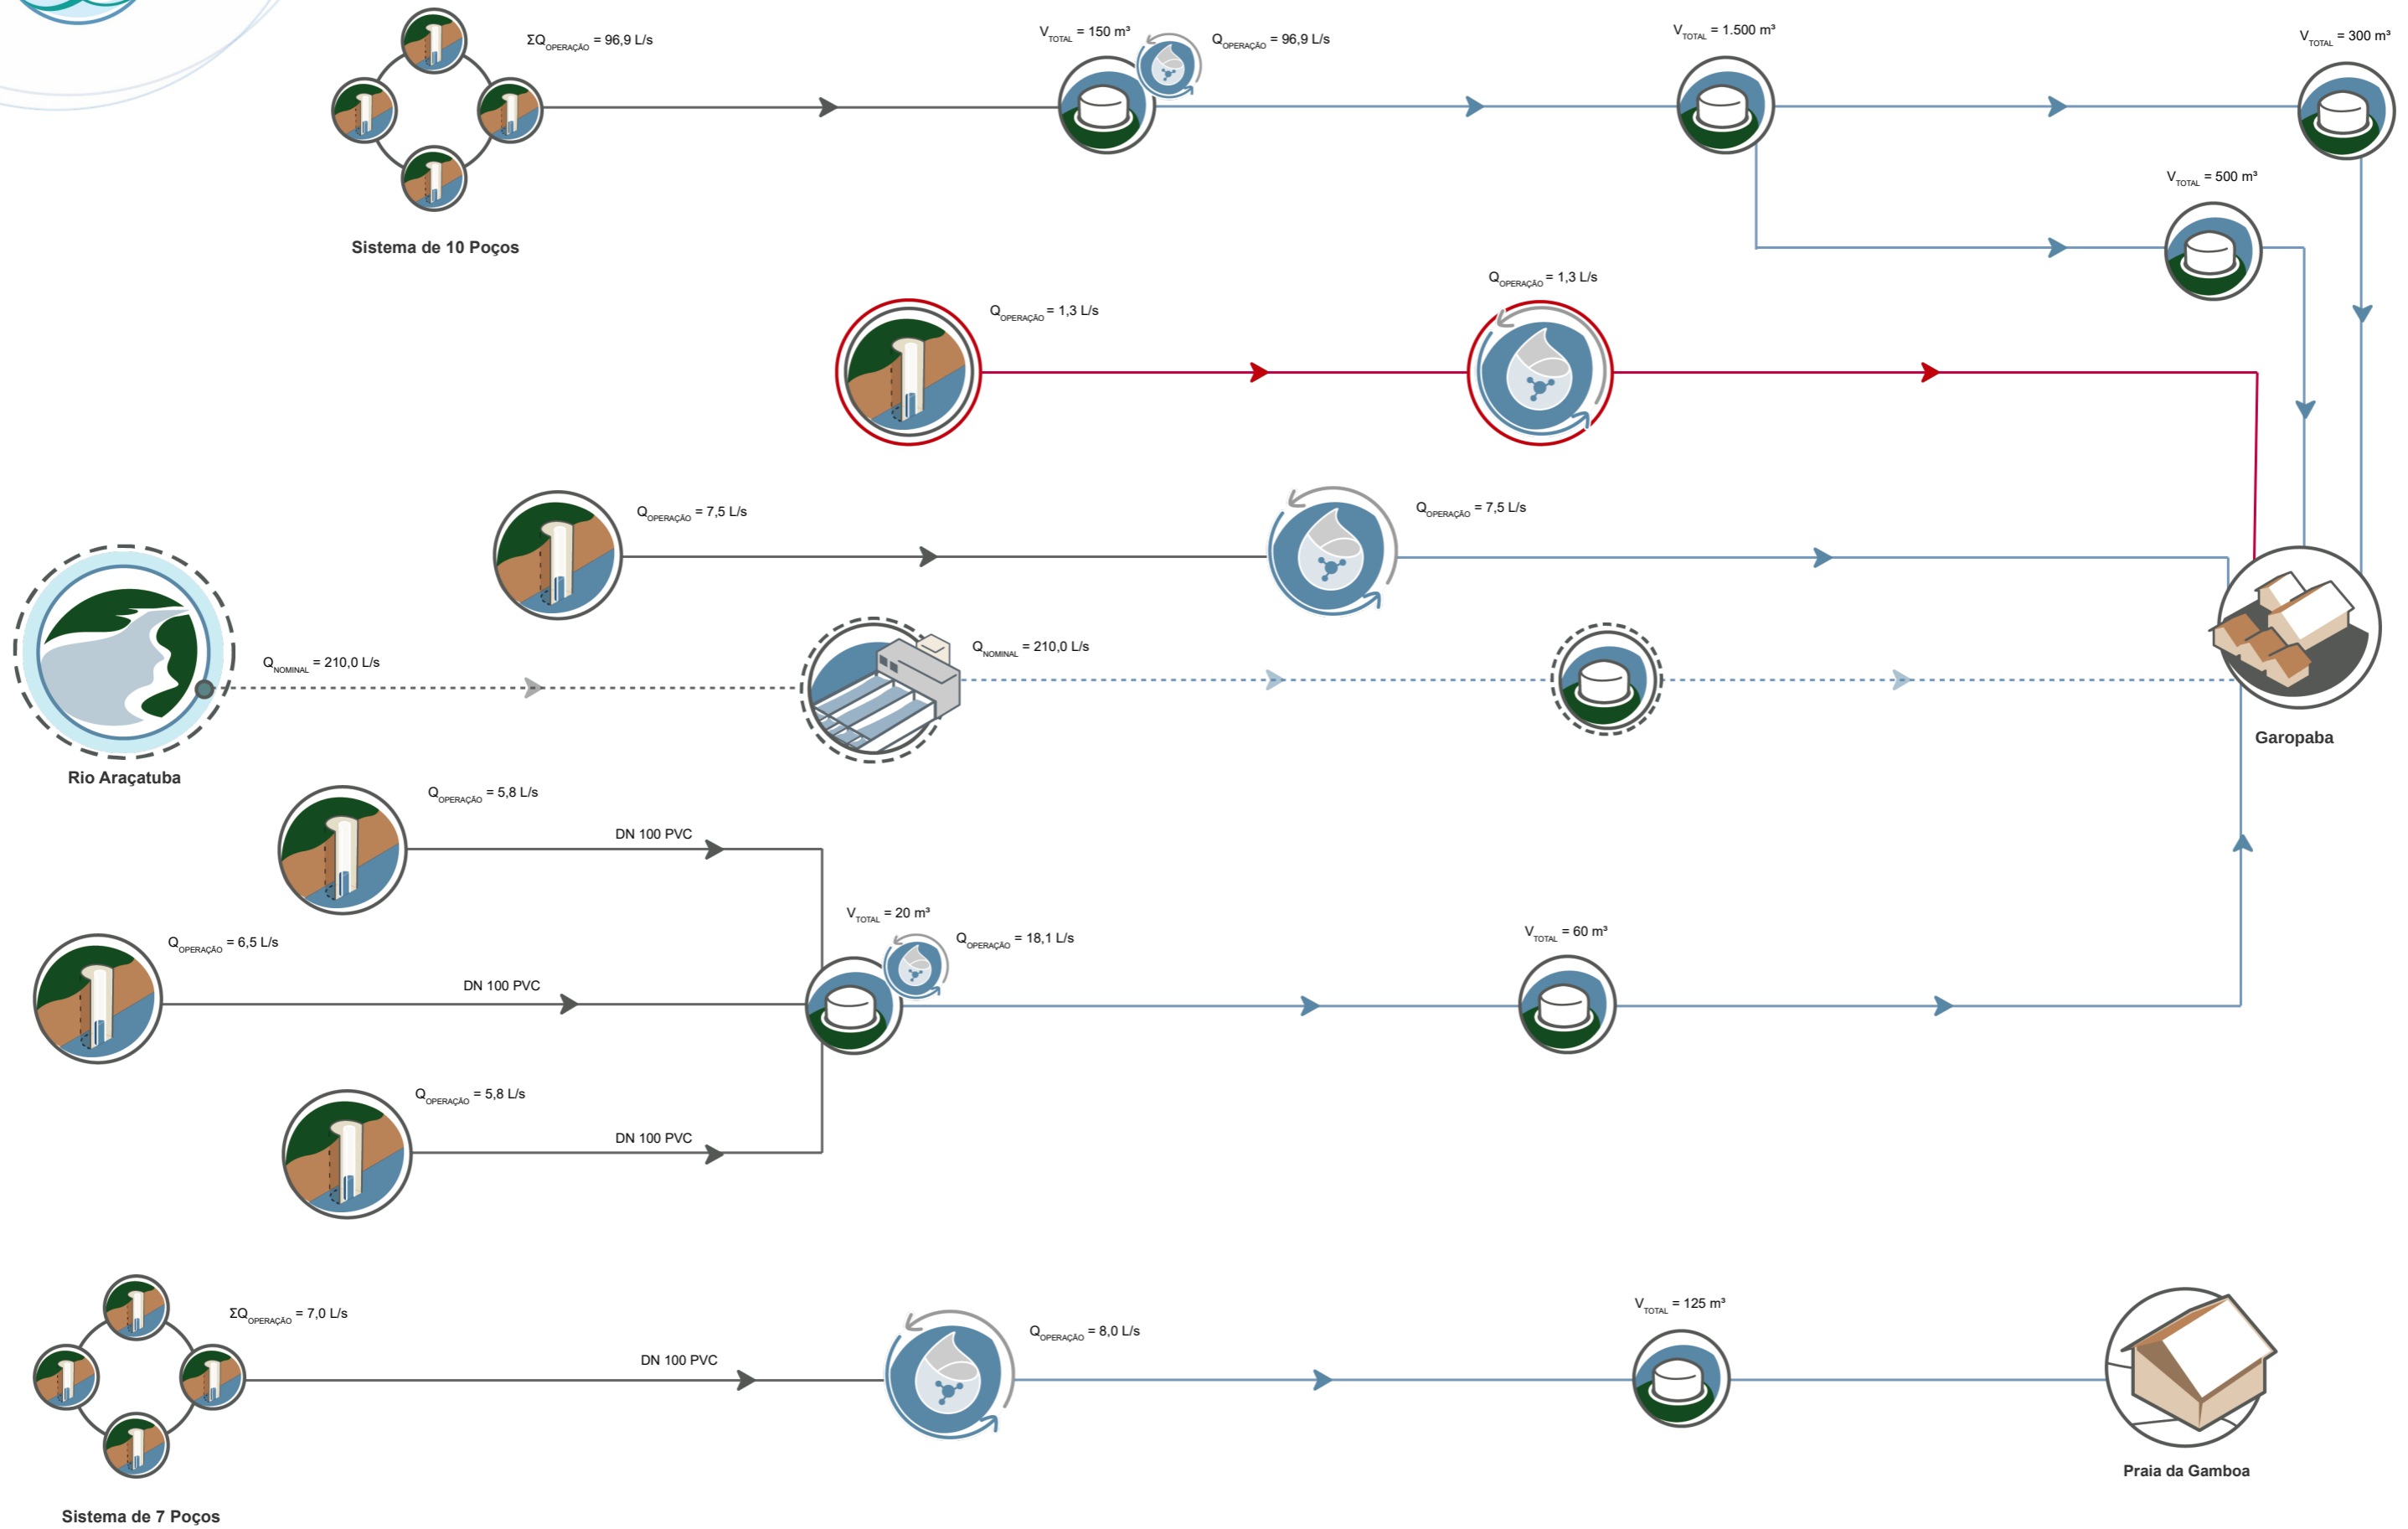 ΣQOPERAÇÃO = 96,9 L/s
VTOTAL = 150 m³
QOPERAÇÃO = 96,9 L/s
VTOTAL = 1.500 m³
VTOTAL = 300 m³
VTOTAL = 500 m³
Sistema de 10 Poços
QOPERAÇÃO = 1,3 L/s
QOPERAÇÃO = 1,3 L/s
QOPERAÇÃO = 7,5 L/s
QOPERAÇÃO = 7,5 L/s
QNOMINAL = 210,0 L/s
QNOMINAL = 210,0 L/s
Garopaba
Rio Araçatuba
QOPERAÇÃO = 5,8 L/s
DN 100 PVC
QOPERAÇÃO = 6,5 L/s
DN 100 PVC
VTOTAL = 20 m³
QOPERAÇÃO = 18,1 L/s
VTOTAL = 60 m³
QOPERAÇÃO = 5,8 L/s
DN 100 PVC
ΣQOPERAÇÃO = 7,0 L/s
DN 100 PVC
QOPERAÇÃO = 8,0 L/s
VTOTAL = 125 m³
Praia da Gamboa
Sistema de 7 Poços